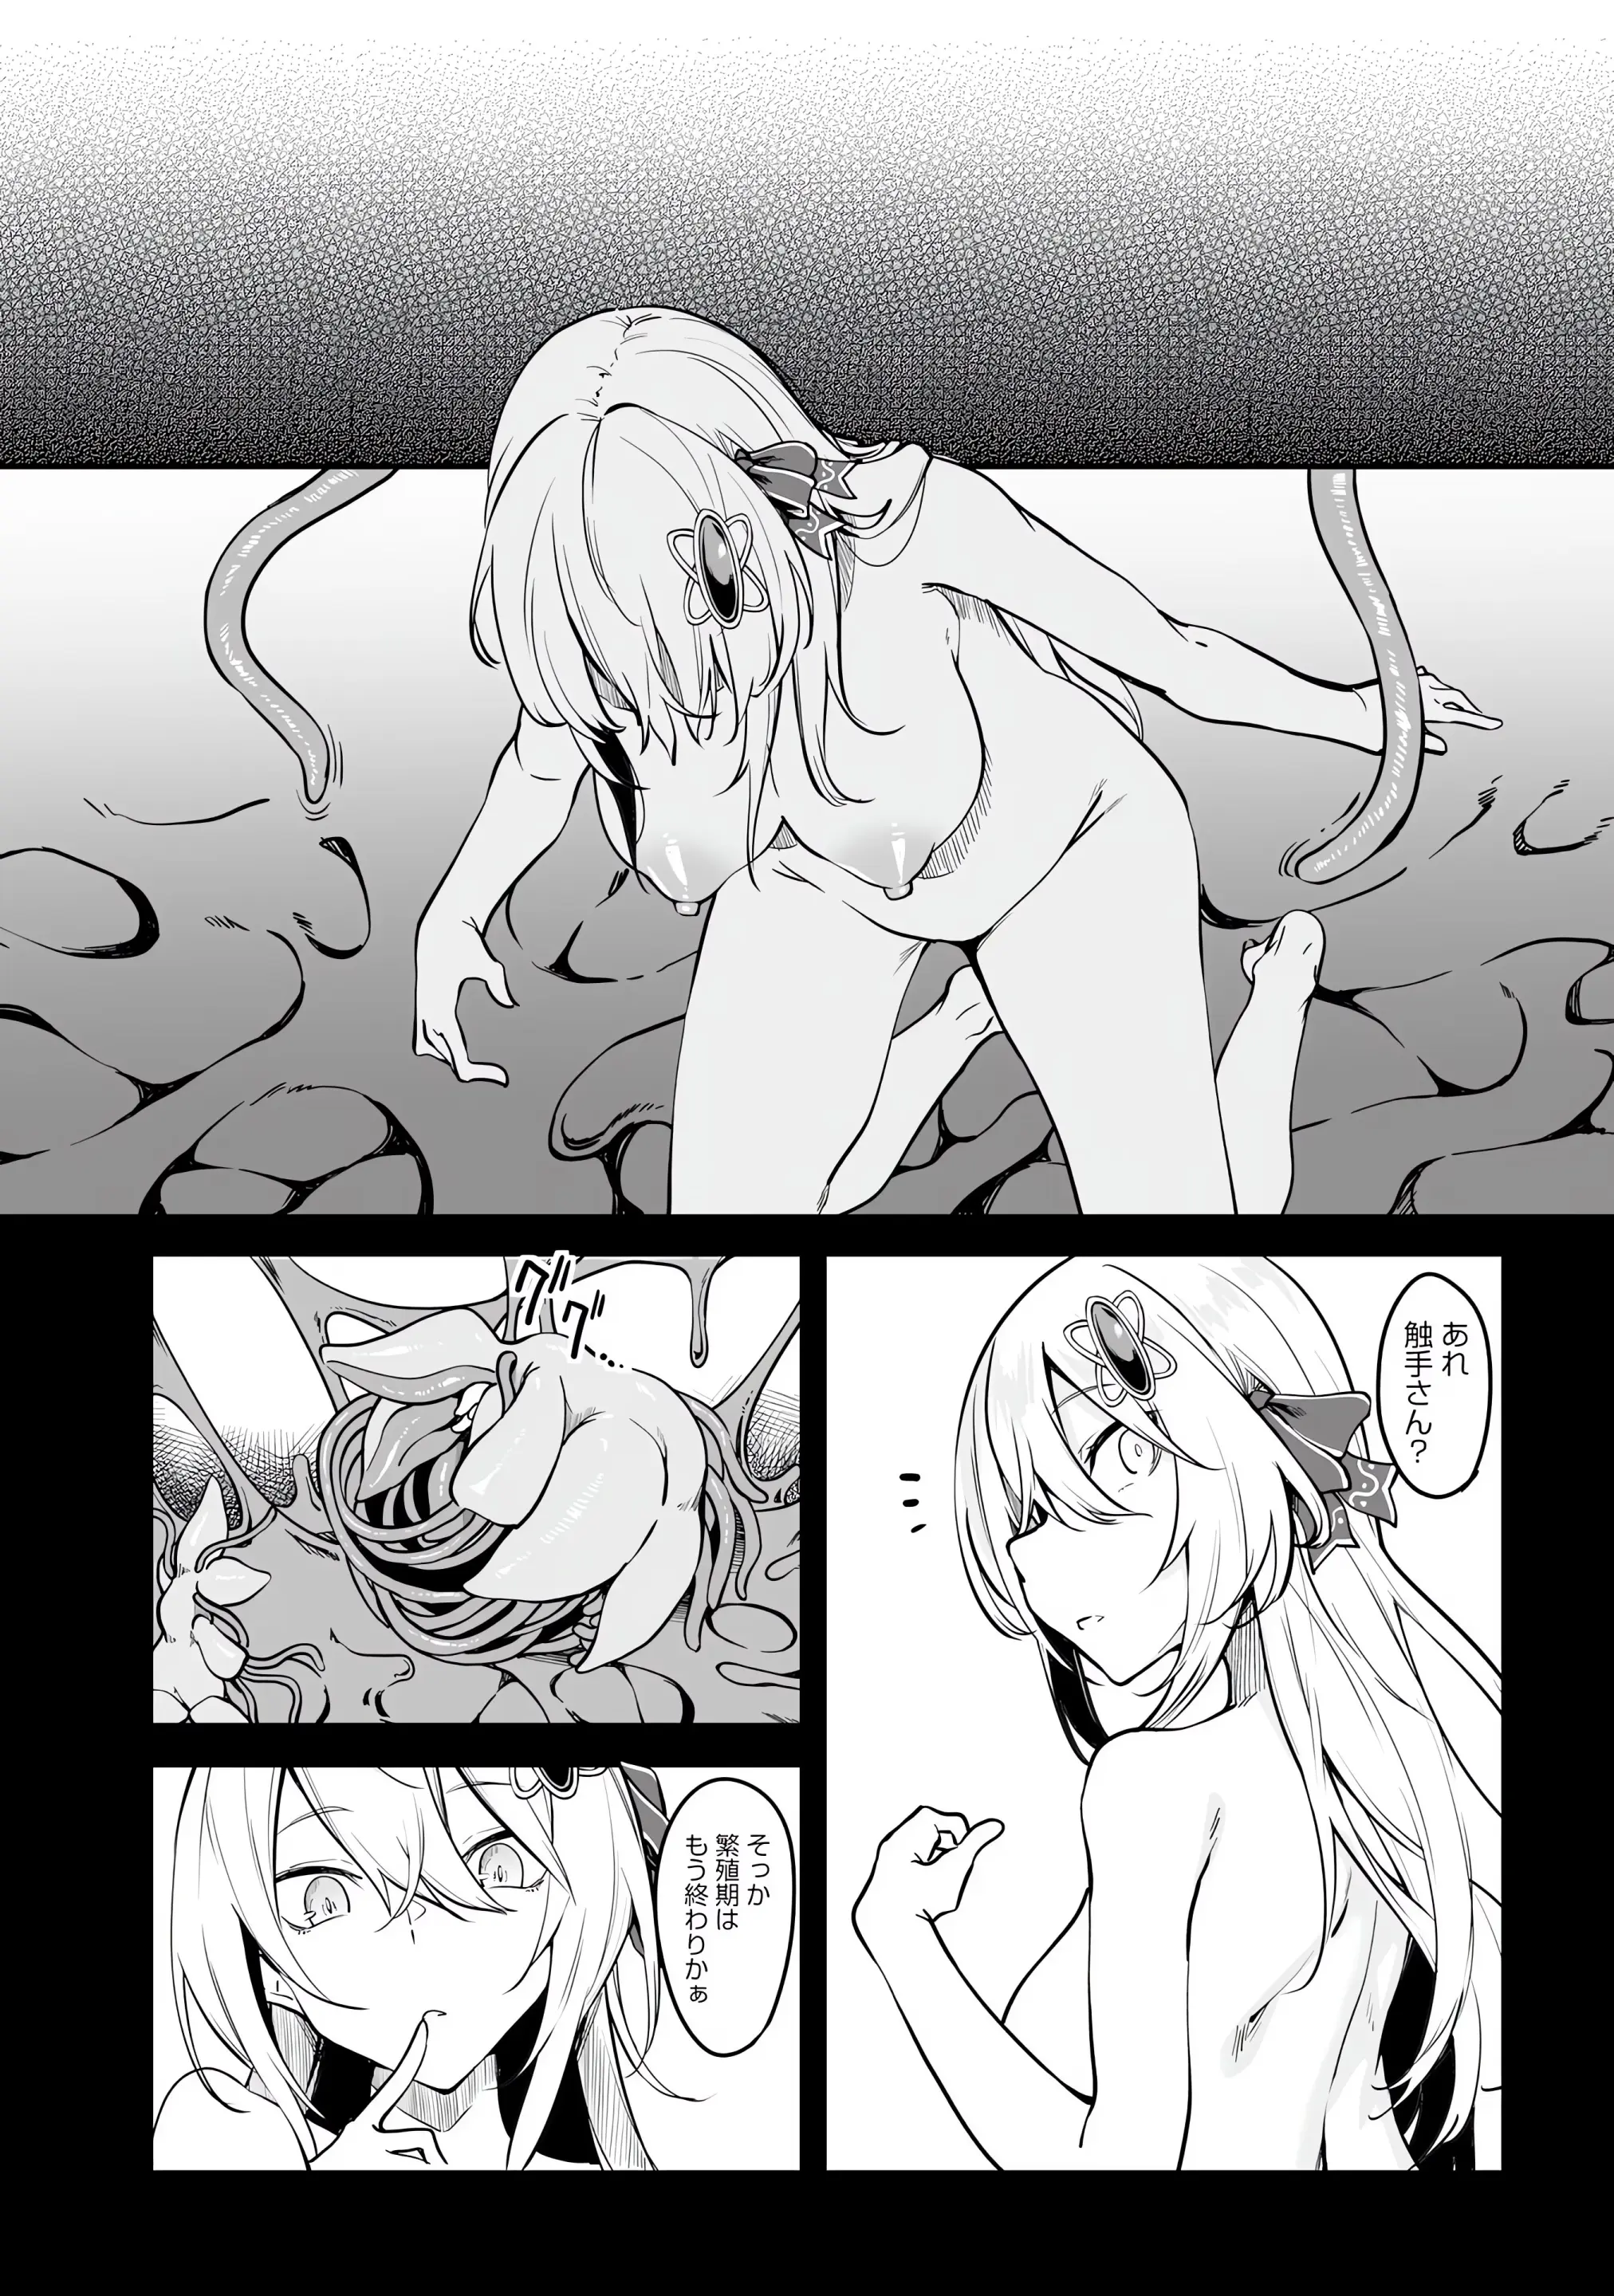 あれ
触手さん?
グググ…
そっか
繁殖期は
もう終わりかぁ